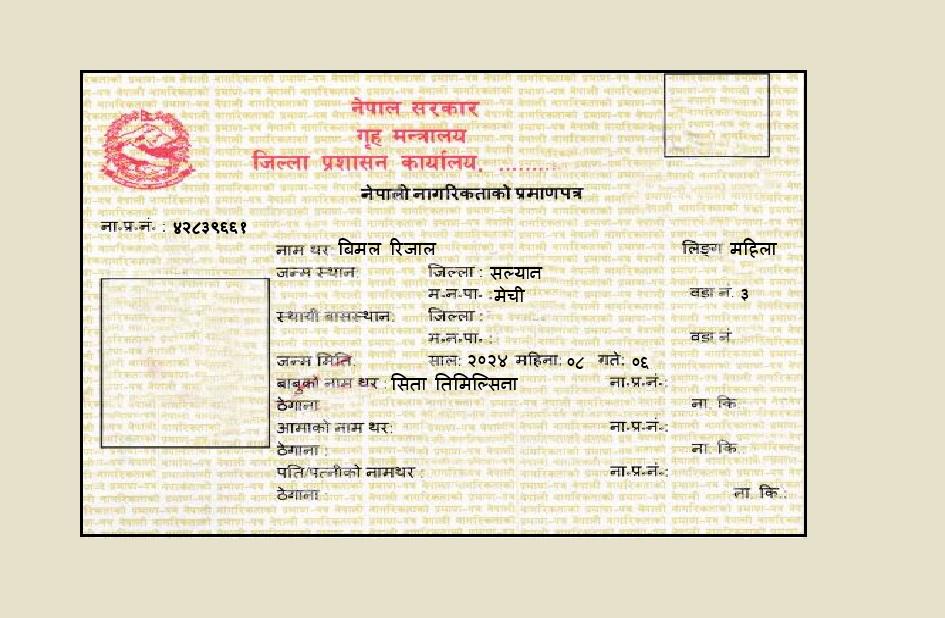 नेपाल सरकार
गृह मन्त्रालय
जिल्ला प्रशासन कार्यालय, ........
नेपाली नागरिकताको प्रमाणपत्र
ना.प्र.नं. : ४२८३९६६१
नाम थर बिमल रिजाल लिङ्ग महिला
जन्म स्थान: जिल्ला : सल्यान
म.न.पा. : मेची वडा नं. ३
स्थायी बासस्थान: जिल्ला :
म.न.पा. : वडा नं
जन्म मिति साल: २०२४ महिना: ०८ गते: ०६
बाबुको नाम थर : सिता तिमिल्सिना ना.प्र.नं.:
ठेगाना ना. कि.
आमाको नाम थर: ना.प्र.नं.:
ठेगाना : ना. कि.
पति/पत्नीको नामथर : ना.प्र.नं.:
ठेगाना : ना. कि.: